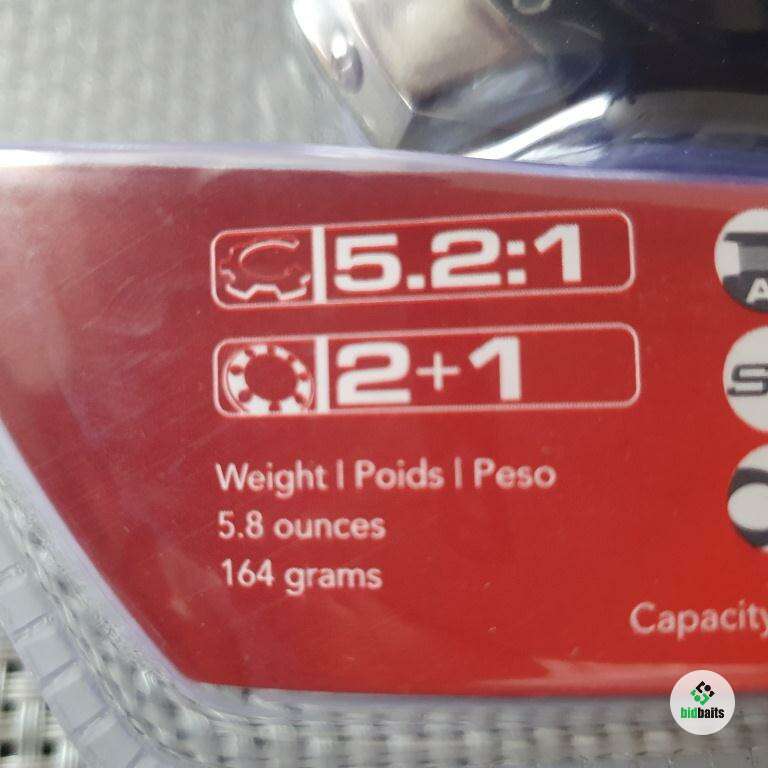 5.2:1
2+1
Weight | Poids | Peso
5.8 ounces
164 grams
A
S
Capacity
bidbaits